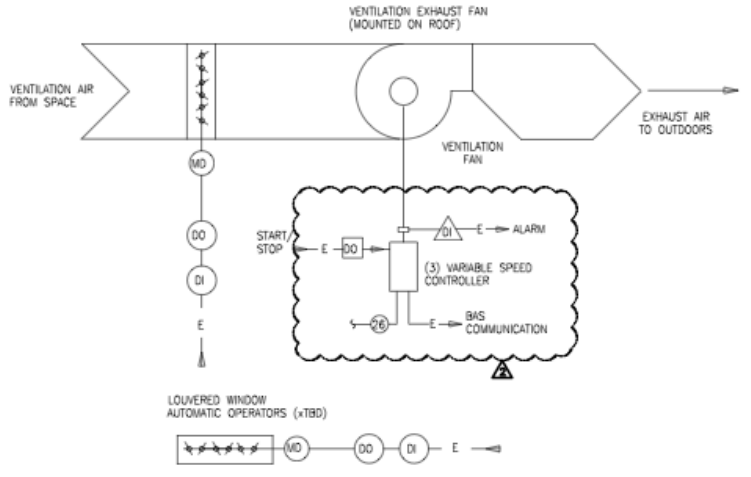 VENTILATION EXHAUST FAN
(MOUNTED ON ROOF)
VENTILATION AIR
FROM SPACE
EXHAUST AIR
TO OUTDOORS
VENTILATION
FAN
MD
DO
DI
E
START/
STOP
E
DO
DI
E
ALARM
(3) VARIABLE SPEED
CONTROLLER
26
E
BAS
COMMUNICATION
2
LOUVERED WINDOW
AUTOMATIC OPERATORS (xTBD)
MD
DO
DI
E